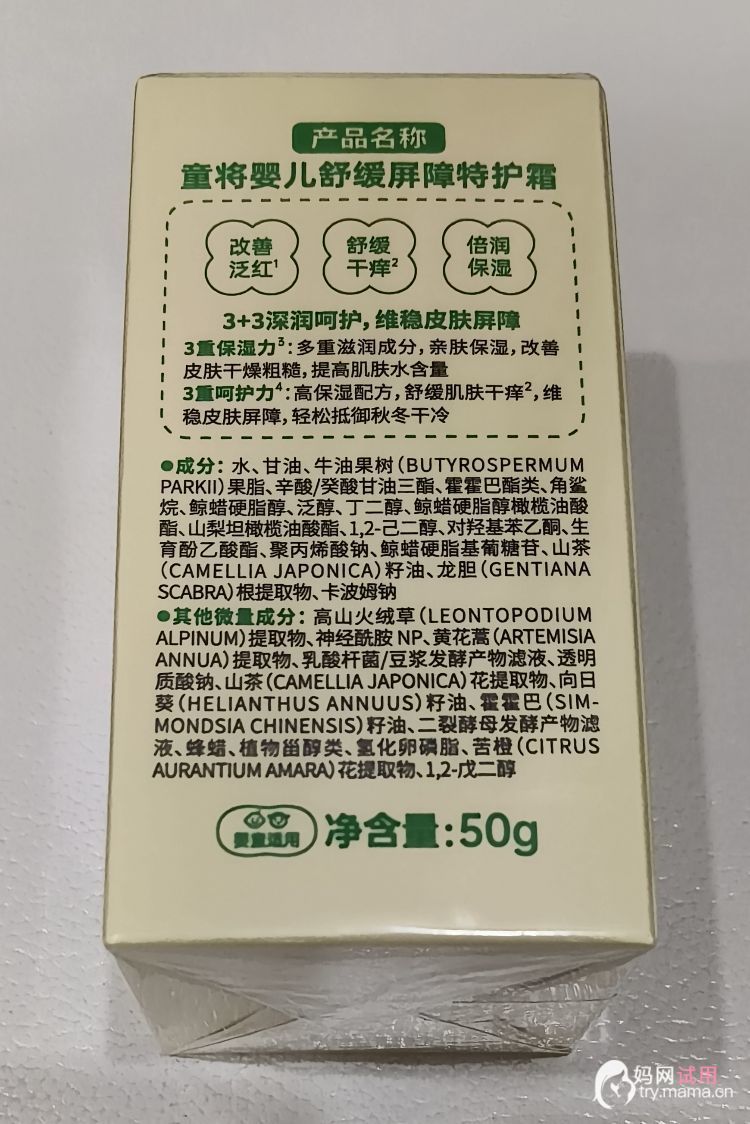 产品名称
童将婴儿舒缓屏障特护霜
改善 舒缓 倍润
泛红¹ 干痒² 保湿
3+3深润呵护，维稳皮肤屏障
3重保湿力³：多重滋润成分，亲肤保湿，改善
皮肤干燥粗糙，提高肌肤水含量
3重呵护力⁴：高保湿配方，舒缓肌肤干痒²，维
稳皮肤屏障，轻松抵御秋冬干冷
●成分：水、甘油、牛油果树（BUTYROSPERMUM
PARKII）果脂、辛酸/癸酸甘油三酯、霍霍巴酯类、角鲨
烷、鲸蜡硬脂醇、泛醇、丁二醇、鲸蜡硬脂醇橄榄油酸
酯、山梨坦橄榄油酸酯、1,2-己二醇、对羟基苯乙酮、生
育酚乙酸酯、聚丙烯酸钠、鲸蜡硬脂基葡糖苷、山茶
（CAMELLIA JAPONICA）籽油、龙胆（GENTIANA
SCABRA）根提取物、卡波姆钠
●其他微量成分：高山火绒草（LEONTOPODIUM
ALPINUM）提取物、神经酰胺 NP、黄花蒿（ARTEMISIA
ANNUA）提取物、乳酸杆菌/豆浆发酵产物滤液、透明
质酸钠、山茶（CAMELLIA JAPONICA）花提取物、向日
葵（HELIANTHUS ANNUUS）籽油、霍霍巴（SIM-
MONDSIA CHINENSIS）籽油、二裂酵母发酵产物滤
液、蜂蜡、植物甾醇类、氢化卵磷脂、苦橙（CITRUS
AURANTIUM AMARA）花提取物、1,2-戊二醇
婴童适用 净含量：50g
妈网试用
try.mama.cn